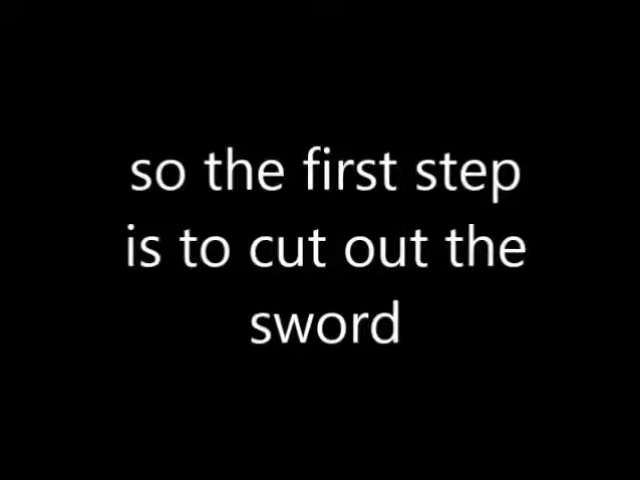 so the first step
is to cut out the
sword